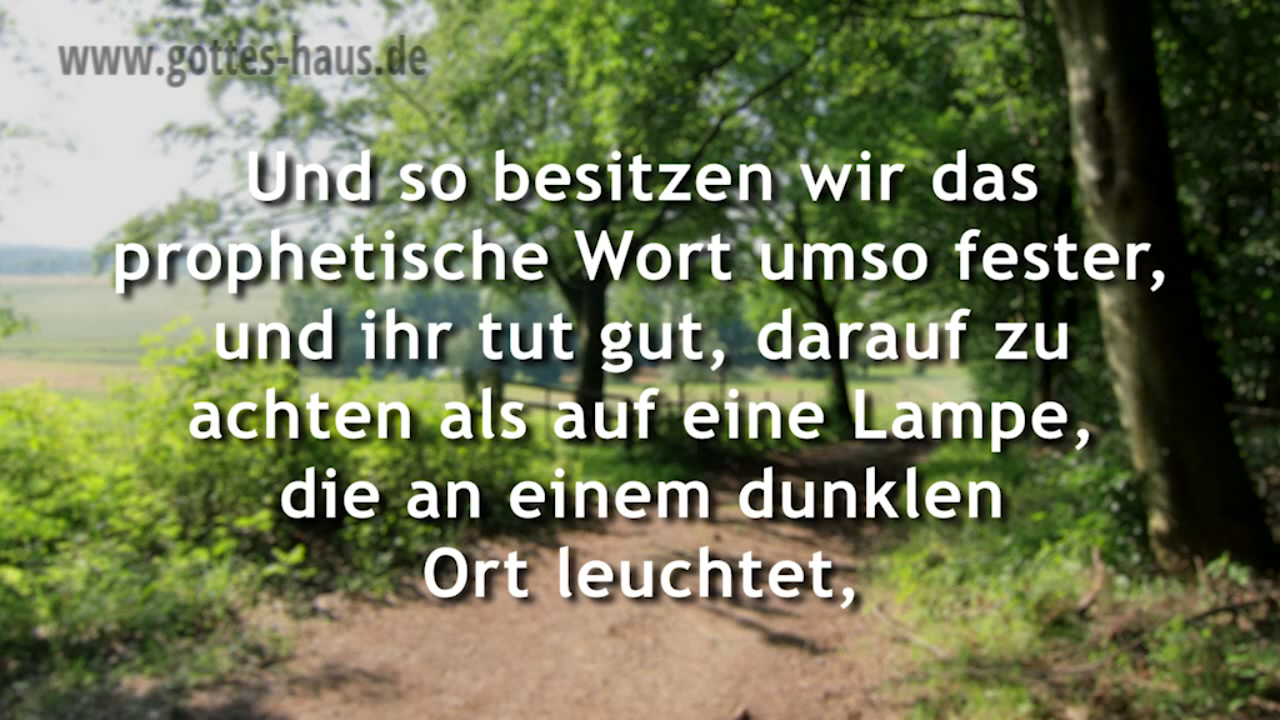 www.gottes-haus.de
Und so besitzen wir das
prophetische Wort umso fester,
und ihr tut gut, darauf zu
achten als auf eine Lampe,
die an einem dunklen
Ort leuchtet,